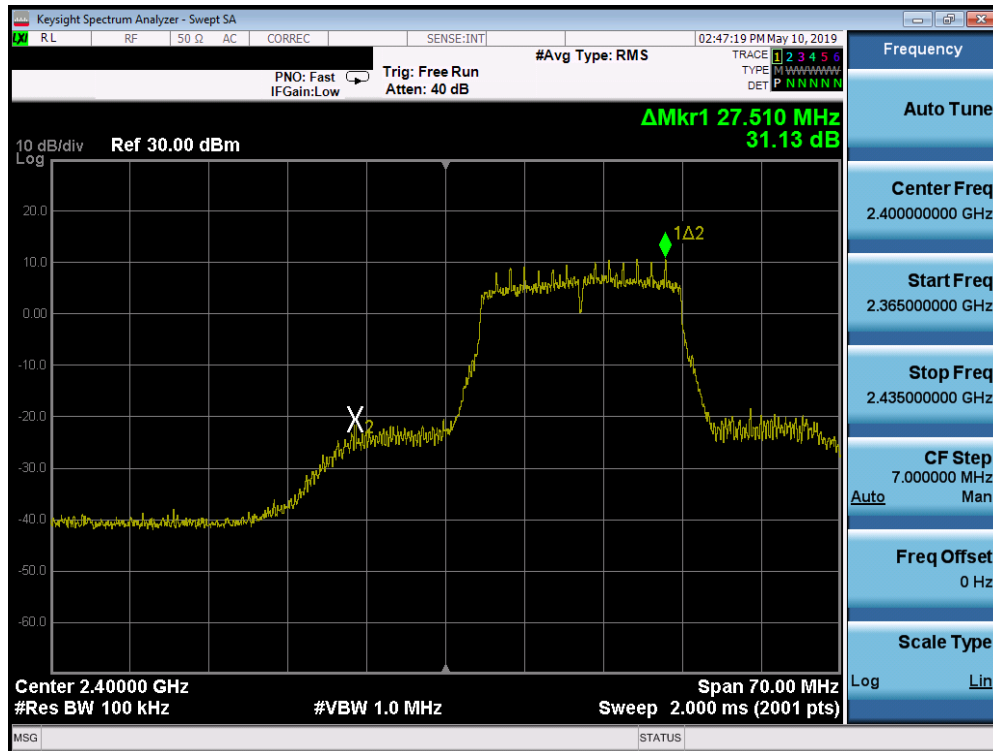 Keysight Spectrum Analyzer - Swept SA
LXI RL RF 50 Ω AC CORREC SENSE:INT 02:47:19 PM May 10, 2019
#Avg Type: RMS
PNO: Fast
IFGain:Low
Trig: Free Run
Atten: 40 dB
TRACE 1 2 3 4 5 6
TYPE M WWWWW
DET P N N N N N
ΔMkr1 27.510 MHz
31.13 dB
10 dB/div Ref 30.00 dBm
Log
20.0
10.0
0.00
-10.0
-20.0
-30.0
-40.0
-50.0
-60.0
1Δ2
X2
Center 2.40000 GHz Span 70.00 MHz
#Res BW 100 kHz #VBW 1.0 MHz Sweep 2.000 ms (2001 pts)
MSG STATUS
Frequency
Auto Tune
Center Freq
2.400000000 GHz
Start Freq
2.365000000 GHz
Stop Freq
2.435000000 GHz
CF Step
7.000000 MHz
Auto Man
Freq Offset
0 Hz
Scale Type
Log Lin